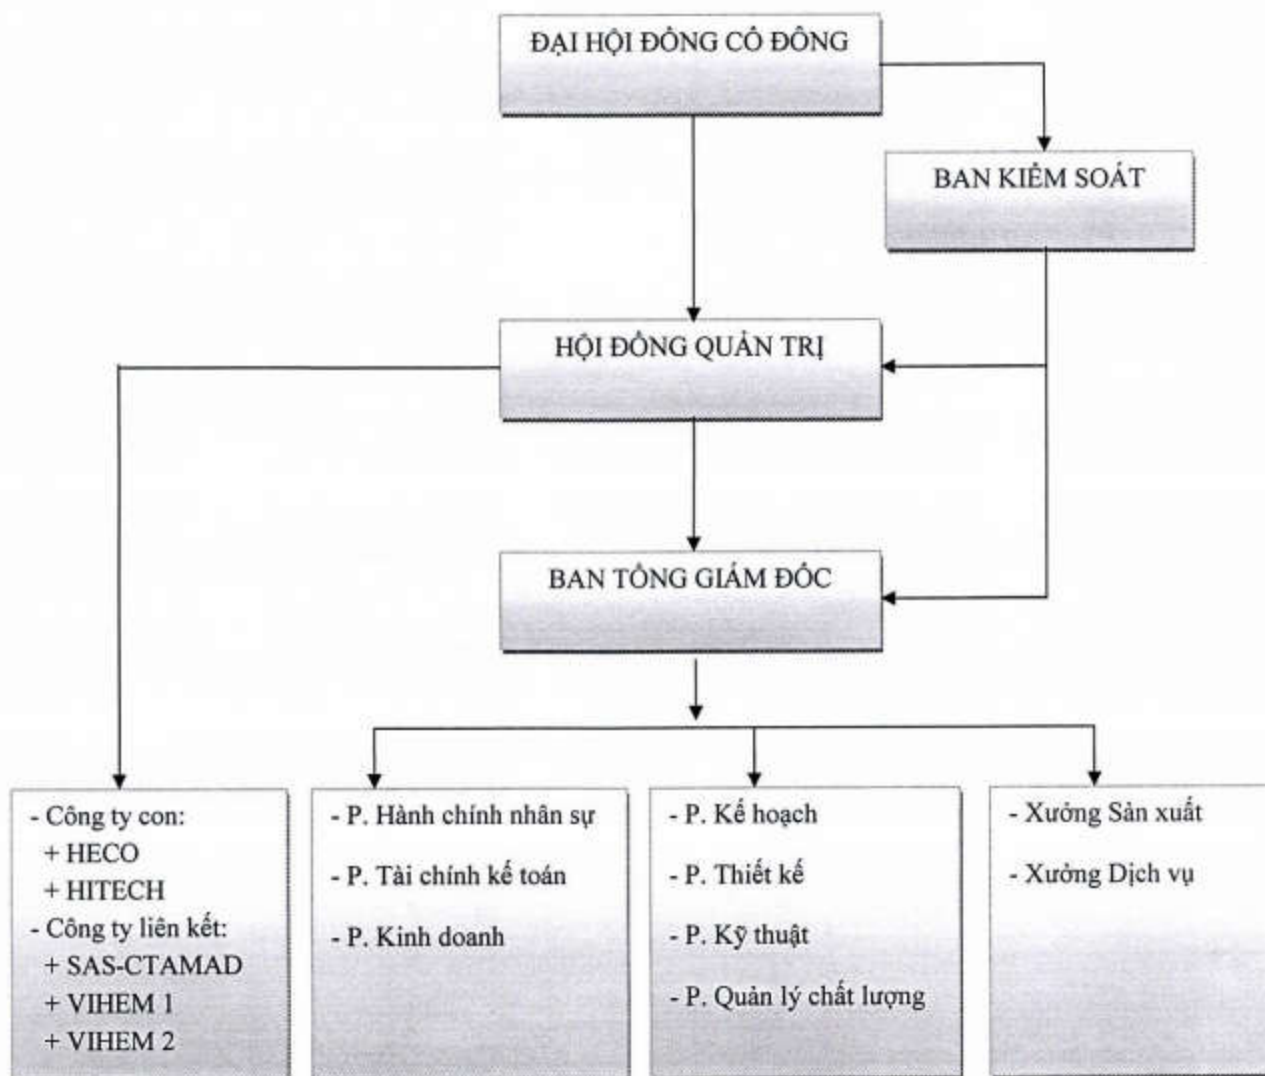 ĐẠI HỘI ĐỒNG CỔ ĐÔNG
BAN KIỂM SOÁT
HỘI ĐỒNG QUẢN TRỊ
BAN TỔNG GIÁM ĐỐC
- Công ty con:
+ HECO
+ HITECH
- Công ty liên kết:
+ SAS-CTAMAD
+ VIHEM 1
+ VIHEM 2
- P. Hành chính nhân sự
- P. Tài chính kế toán
- P. Kinh doanh
- P. Kế hoạch
- P. Thiết kế
- P. Kỹ thuật
- P. Quản lý chất lượng
- Xưởng Sản xuất
- Xưởng Dịch vụ